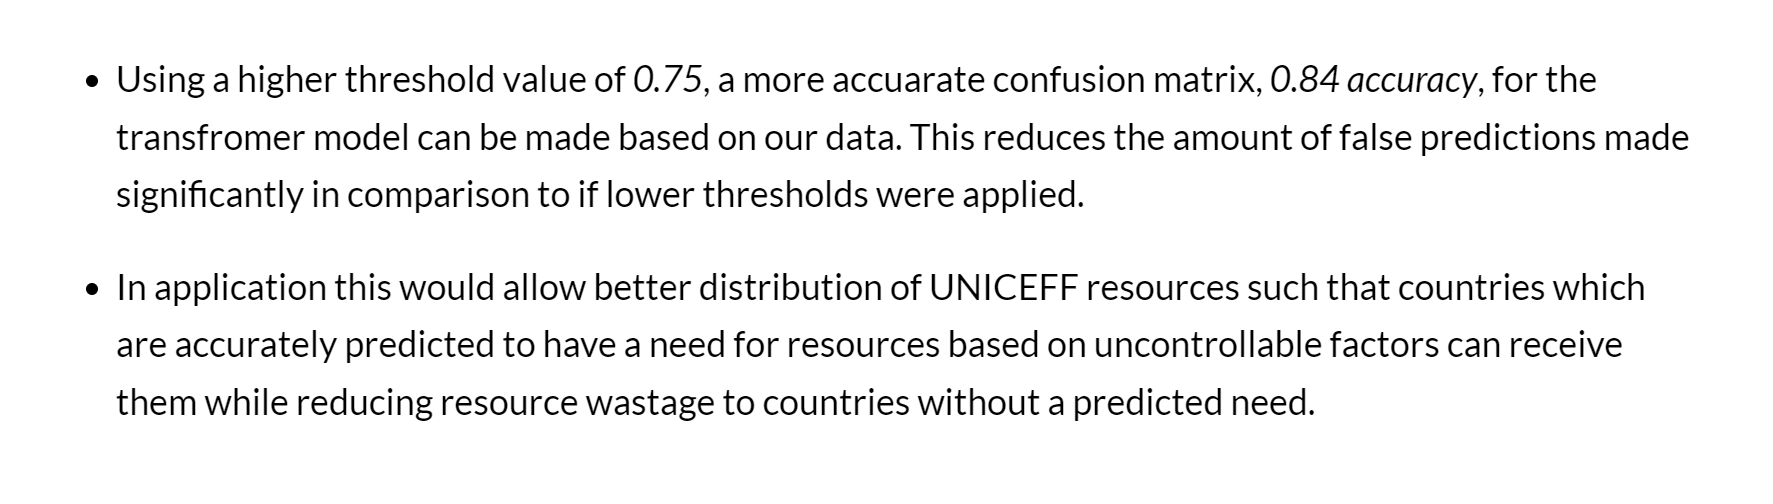 • Using a higher threshold value of 0.75, a more accuarate confusion matrix, 0.84 accuracy, for the
transfromer model can be made based on our data. This reduces the amount of false predictions made
significantly in comparison to if lower thresholds were applied.
• In application this would allow better distribution of UNICEFF resources such that countries which
are accurately predicted to have a need for resources based on uncontrollable factors can receive
them while reducing resource wastage to countries without a predicted need.